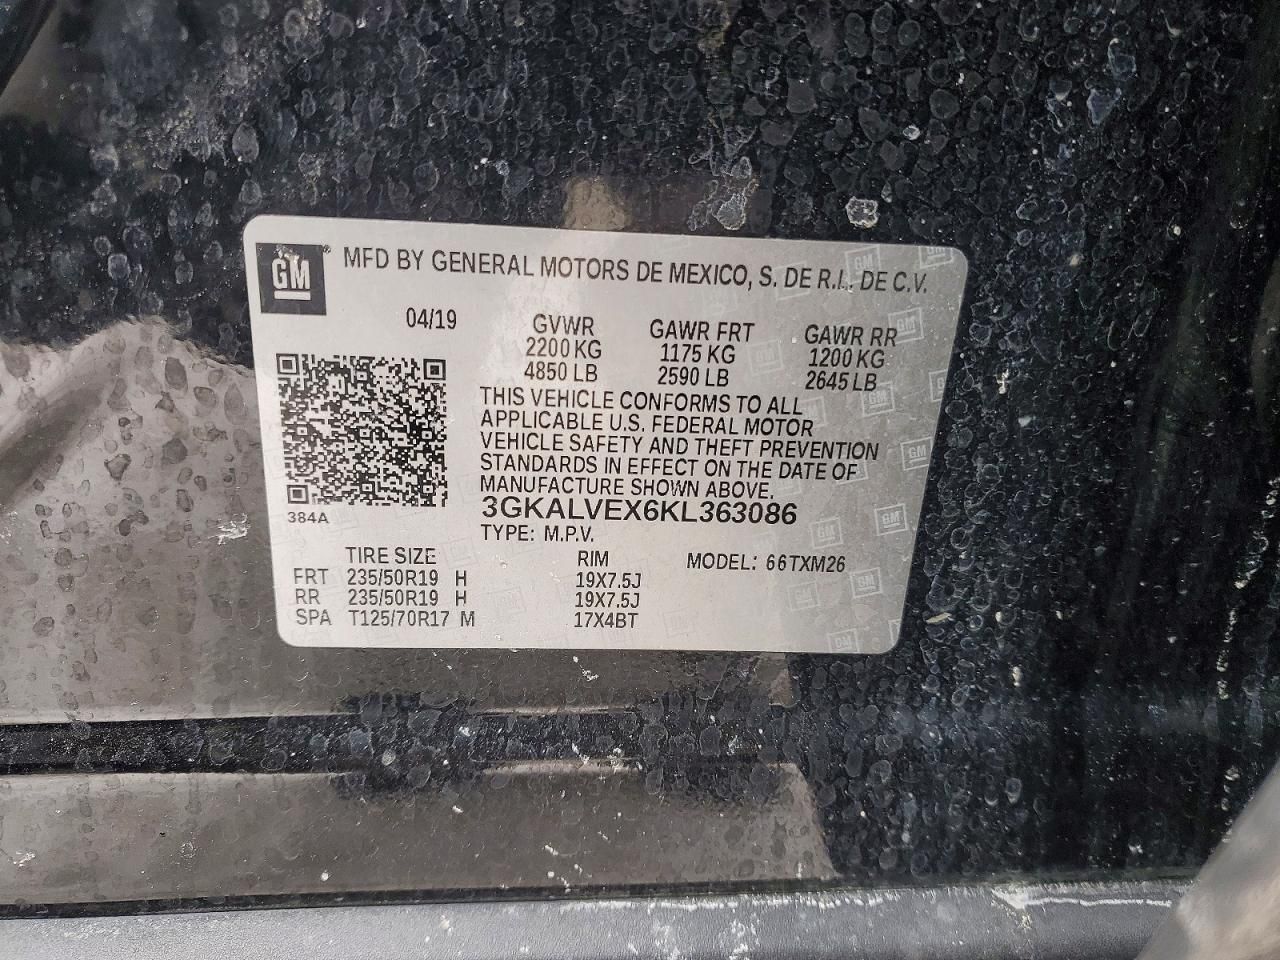 GM® MFD BY GENERAL MOTORS DE MEXICO, S. DE R.L. DE C.V.
04/19 GVWR GAWR FRT GAWR RR
2200 KG 1175 KG 1200 KG
4850 LB 2590 LB 2645 LB
THIS VEHICLE CONFORMS TO ALL
APPLICABLE U.S. FEDERAL MOTOR
VEHICLE SAFETY AND THEFT PREVENTION
STANDARDS IN EFFECT ON THE DATE OF
MANUFACTURE SHOWN ABOVE.
3GKALVEX6KL363086
384A
TYPE: M.P.V.
TIRE SIZE RIM MODEL: 66TXM26
FRT 235/50R19 H 19X7.5J
RR 235/50R19 H 19X7.5J
SPA T125/70R17 M 17X4BT